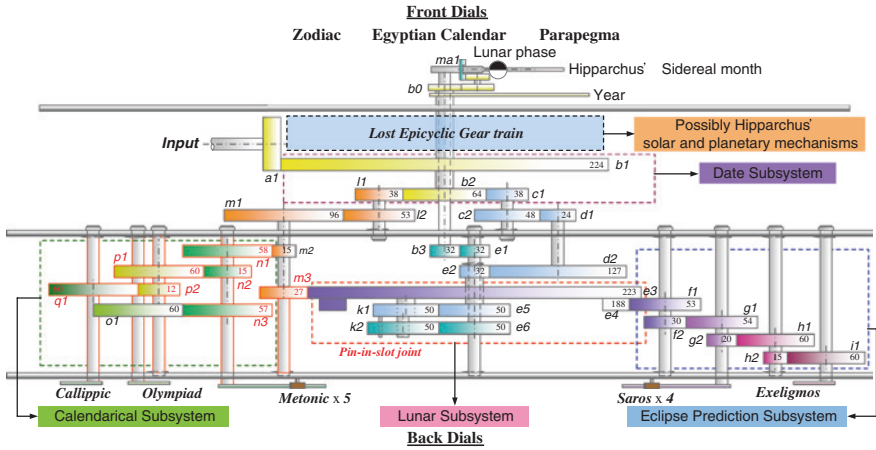 Front Dials
Zodiac Egyptian Calendar Parapegma
Lunar phase
ma1
Hipparchus' Sidereal month
b0
Year
Input
Lost Epicyclic Gear train
Possibly Hipparchus'
solar and planetary mechanisms
a1
224 b1
Date Subsystem
l1 38 b2 64 38 c1
m1 96 53 l2 c2 48 24 d1
58 15 m2 b3 32 32 e1
n1
p1 60 15 n2 e2 32 d2 127
q1 12 p2 m3 27 223 e3
o1 60 57 n3
k1 50 50 e5
k2 50 50 e6
188 e4
f1 53
f2 30 g1 54
g2 20 h1 60
h2 15 i1 60
Pin-in-slot joint
Callippic Olympiad Metonic x 5 Saros x 4 Exeligmos
Calendarical Subsystem Lunar Subsystem Eclipse Prediction Subsystem
Back Dials